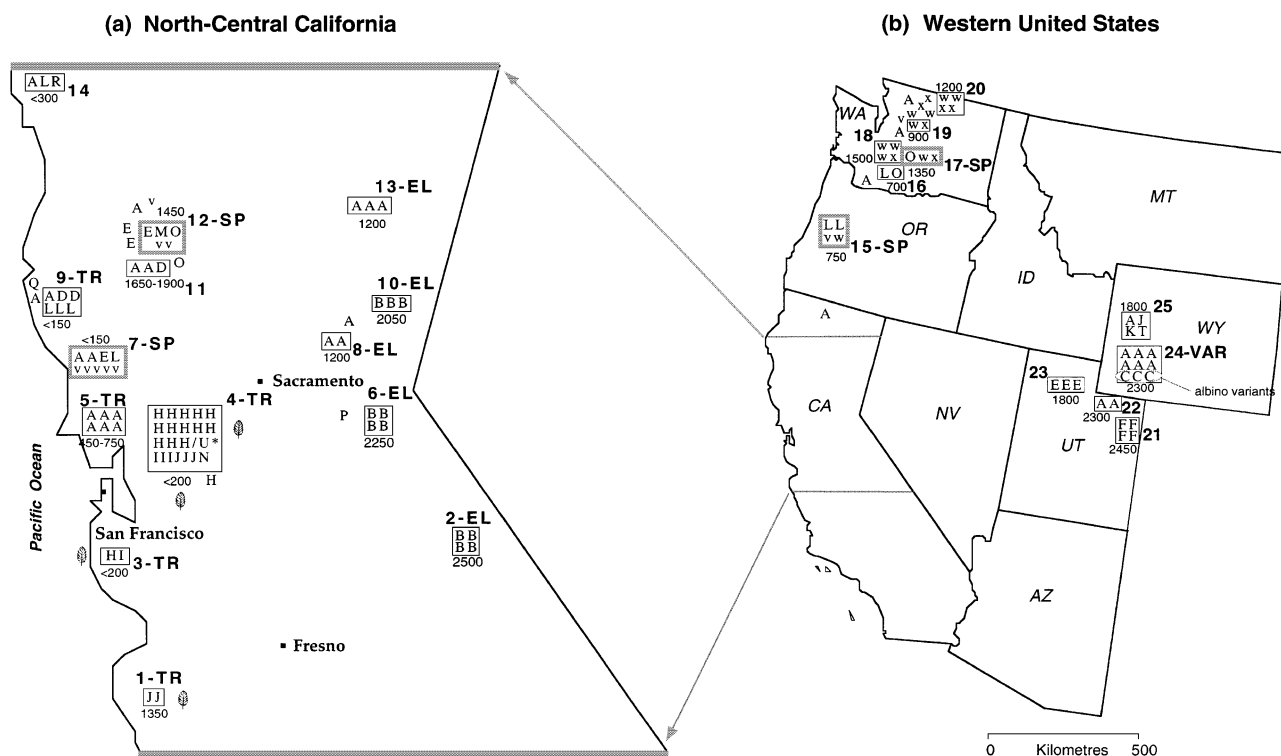 (a) North-Central California
(b) Western United States
ALR 14
<300
13-EL
AAA
1200
A v 1450
12-SP
E
E
EMO
vv
AAD O
1650-1900 11
Q
A
9-TR
ADD
LLL
<150
10-EL
BBB
2050
A
AA
1200 8-EL
<150
7-SP
AAEL
vvvvv
Sacramento
5-TR
AAA
AAA
450-750
4-TR
HHHHH
HHHHH
HHH/U*
IIIJJJN
<200 H
6-EL
P
BB
BB
2250
Pacific Ocean
San Francisco
HI 3-TR
<200
2-EL
BB
BB
2500
Fresno
1-TR
JJ
1350
WA
1200 20
A x
x
ww
xx
w w
v
A
wx 19
900
18
ww
wx
1500
Owx
17-SP
1350
A
LO
700 16
LL
vw
15-SP
750
OR
MT
ID
A
1800 25
AJ
KT
WY
24-VAR
AAA
AAA
CCC
2300
albino variants
23
EEE
1800
AA
2300 22
FF
FF
21
2450
CA
NV
UT
AZ
0 Kilometres 500